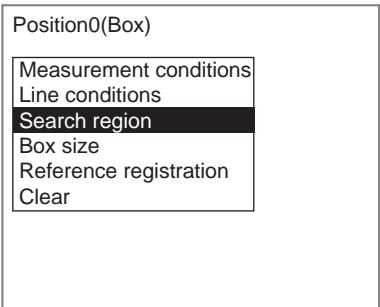 Position0(Box)
Measurement conditions
Line conditions
Search region
Box size
Reference registration
Clear